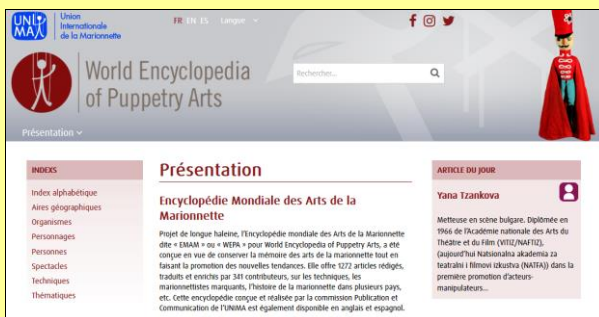 UNIMA
Union
Internationale
de la Marionnette
FR EN ES Langue
World Encyclopedia
of Puppetry Arts
Rechercher...
Présentation
INDEXS
Index alphabétique
Aires géographiques
Organismes
Personnages
Personnes
Spectacles
Techniques
Thématiques
Présentation
Encyclopédie Mondiale des Arts de la
Marionnette
Projet de longue haleine, l'Encyclopédie mondiale des Arts de la Marionnette
dite « EMAM » ou « WEPA » pour World Encyclopedia of Puppetry Arts, a été
conçue en vue de conserver la mémoire des arts de la marionnette tout en
faisant la promotion des nouvelles tendances. Elle offre 1272 articles rédigés,
traduits et enrichis par 341 contributeurs, sur les techniques, les
marionnettistes marquants, l'histoire de la marionnette dans plusieurs pays,
etc. Cette encyclopédie conçue et réalisée par la commission Publication et
Communication de l'UNIMA est également disponible en anglais et espagnol.
ARTICLE DU JOUR
Yana Tzankova
Metteuse en scène bulgare. Diplômée en
1966 de l'Académie nationale des Arts du
Théâtre et du Film (VITIZ/NAFTIZ),
(aujourd'hui Natsionalna akademia za
teatralni i filmovi izkustva (NATFA)) dans la
première promotion d'acteurs-
manipulateurs...